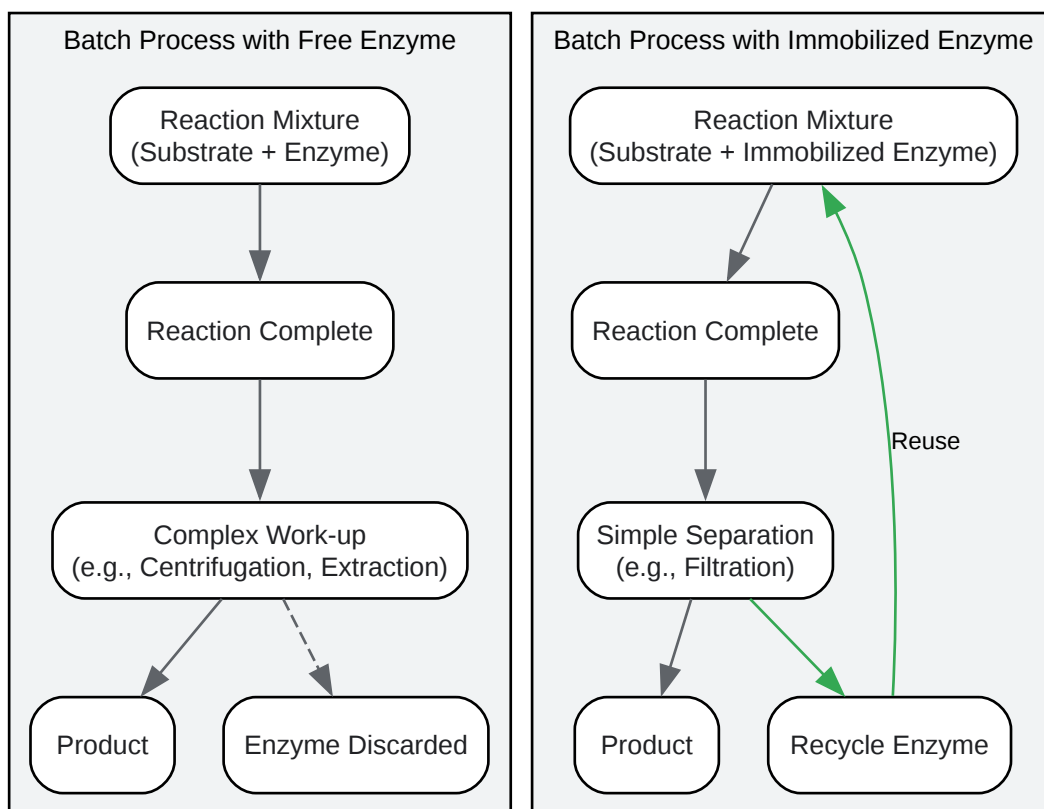 Batch Process with Free Enzyme
Reaction Mixture
(Substrate + Enzyme)
Reaction Complete
Complex Work-up
(e.g., Centrifugation, Extraction)
Product
Enzyme Discarded
Batch Process with Immobilized Enzyme
Reaction Mixture
(Substrate + Immobilized Enzyme)
Reaction Complete
Reuse
Simple Separation
(e.g., Filtration)
Product
Recycle Enzyme